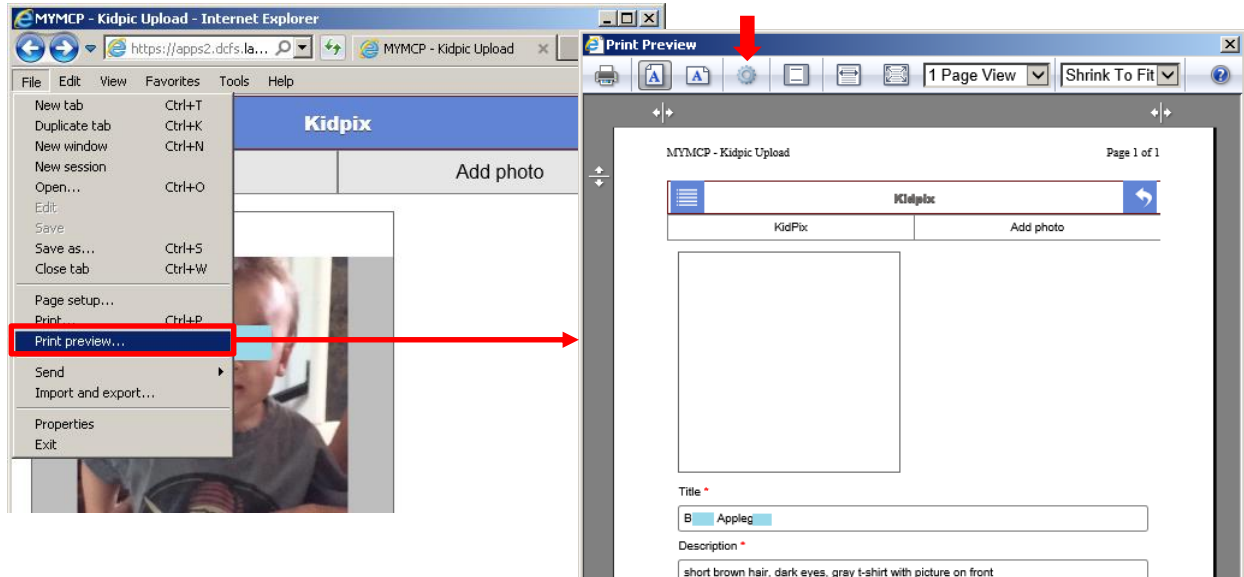 MYMCP - Kidpic Upload - Internet Explorer
https://apps2.dcfs.la...
MYMCP - Kidpic Upload
File Edit View Favorites Tools Help
New tab Ctrl+T
Duplicate tab Ctrl+K
New window Ctrl+N
New session
Open... Ctrl+O
Edit
Save
Save as... Ctrl+S
Close tab Ctrl+W
Page setup...
Print... Ctrl+P
Print preview...
Send
Import and export...
Properties
Exit
Kidpix
Add photo
Print Preview
1 Page View Shrink To Fit
MYMCP - Kidpic Upload Page 1 of 1
Kidpix
KidPix Add photo
Title *
B Appleg
Description *
short brown hair, dark eyes, gray t-shirt with picture on front